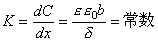 K = dC/dx = εε₀b/δ = 常数